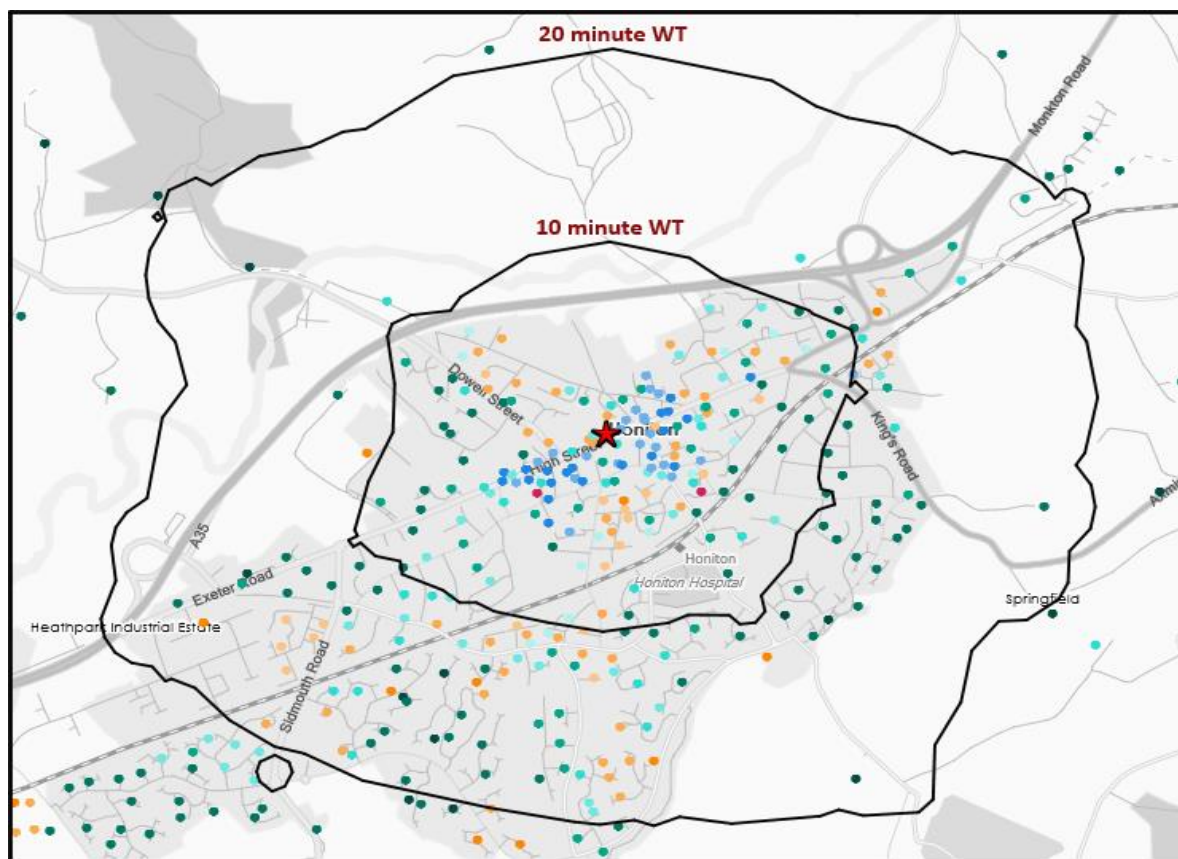 20 minute WT
Monkton Road
10 minute WT
Dowell Street
Honiton
High Street
King's Road
A35
Honiton
Honiton Hospital
Exeter Road
Springfield
Heathpark Industrial Estate
Sidmouth Road